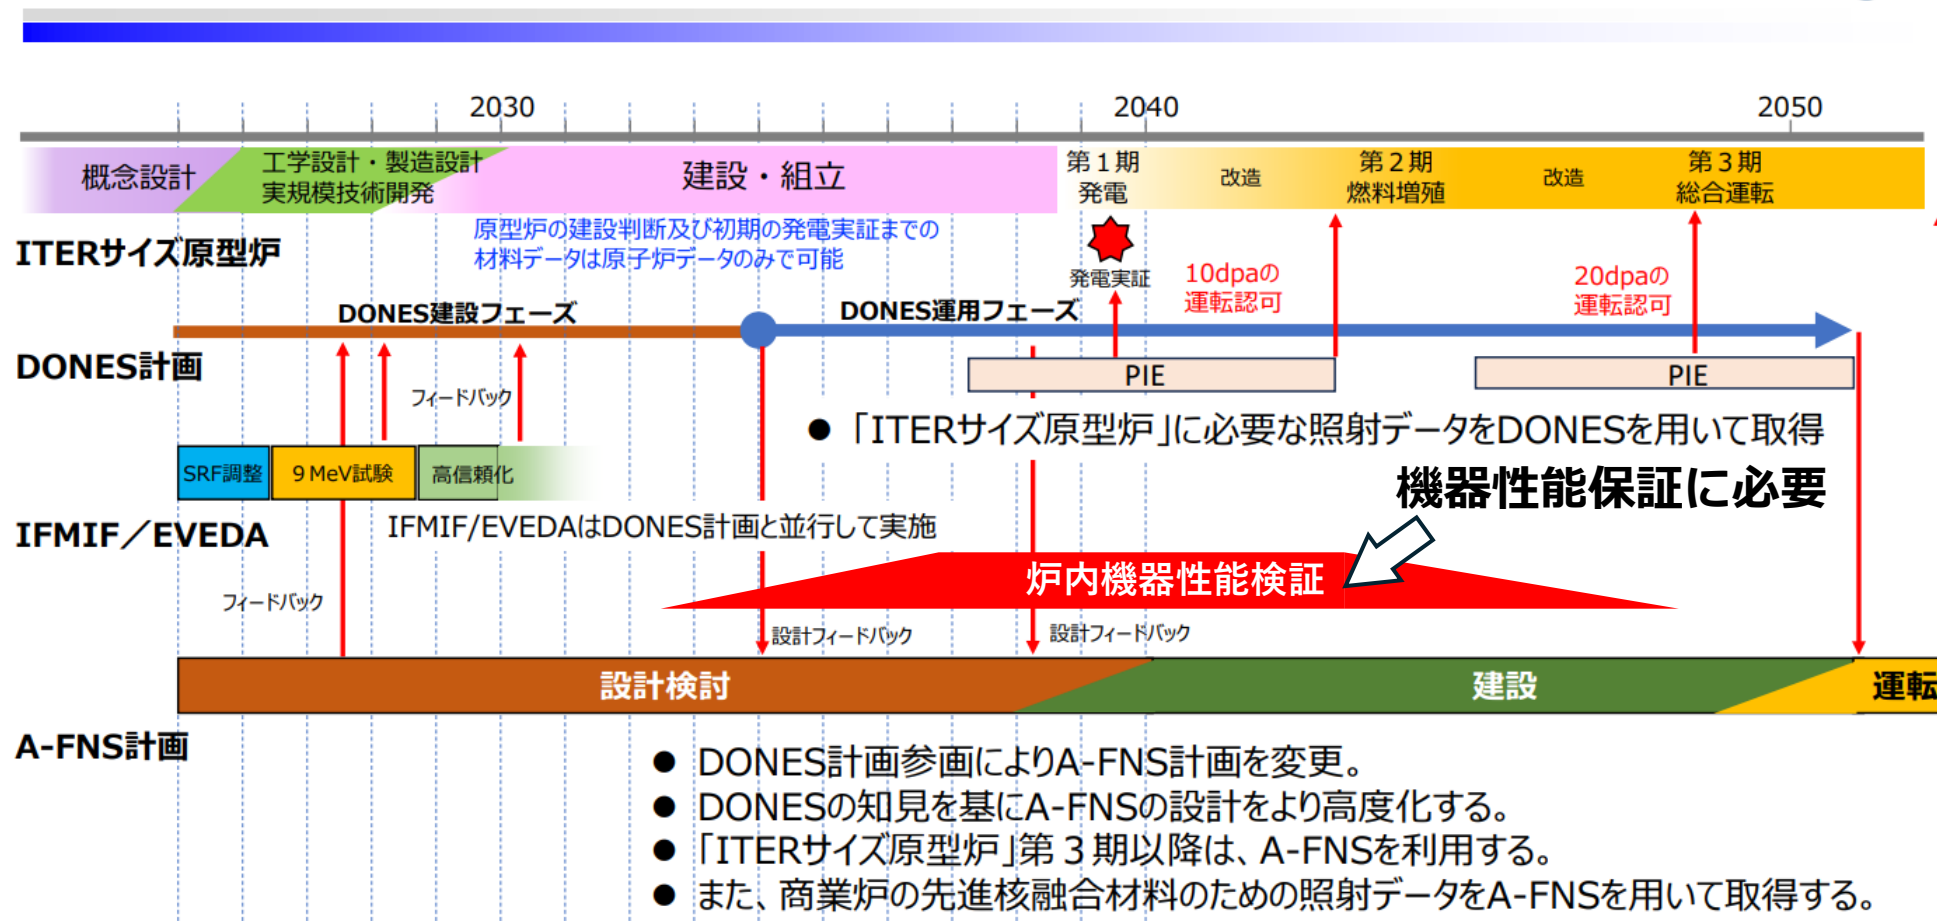 2030
2040
2050
概念設計
工学設計・製造設計
実規模技術開発
建設・組立
第1期
発電
改造
第2期
燃料増殖
改造
第3期
総合運転
ITERサイズ原型炉
原型炉の建設判断及び初期の発電実証までの
材料データは原子炉データのみで可能
発電実証
10dpaの
運転認可
20dpaの
運転認可
DONES建設フェーズ
DONES運用フェーズ
DONES計画
PIE
PIE
フィードバック
● 「ITERサイズ原型炉」に必要な照射データをDONESを用いて取得
SRF調整
9 MeV試験
高信頼化
機器性能保証に必要
IFMIF/EVEDA
IFMIF/EVEDAはDONES計画と並行して実施
炉内機器性能検証
フィードバック
設計フィードバック
設計フィードバック
設計検討
建設
運転
A-FNS計画
● DONES計画参画によりA-FNS計画を変更。
● DONESの知見を基にA-FNSの設計をより高度化する。
● 「ITERサイズ原型炉」第3期以降は、A-FNSを利用する。
● また、商業炉の先進核融合材料のための照射データをA-FNSを用いて取得する。